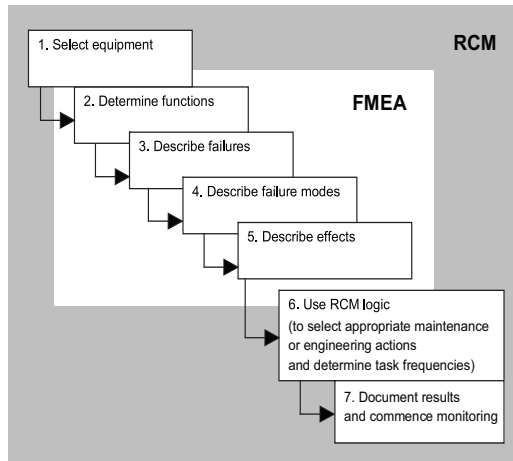 RCM
1. Select equipment
FMEA
2. Determine functions
3. Describe failures
4. Describe failure modes
5. Describe effects
6. Use RCM logic
(to select appropriate maintenance
or engineering actions
and determine task frequencies)
7. Document results
and commence monitoring